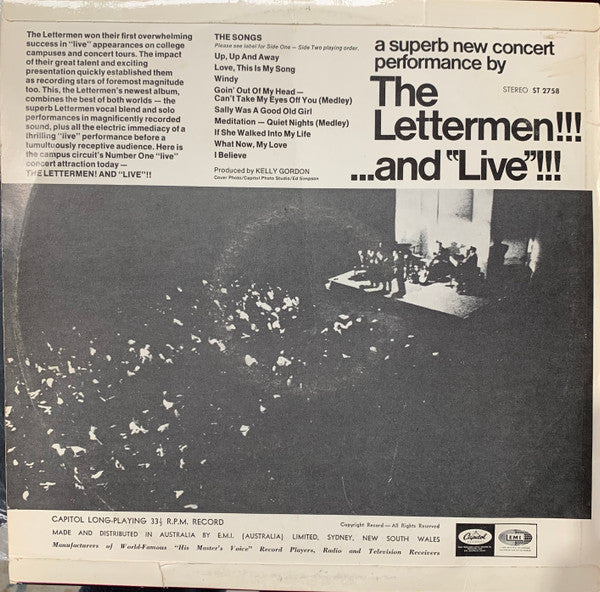 The Lettermen won their first overwhelming
success in "live" appearances on college
campuses and concert tours. The impact
of their great talent and exciting
presentation quickly established them
as recording stars of foremost magnitude
too. This, the Lettermen's newest album,
combines the best of both worlds — the
superb Lettermen vocal blend and solo
performances in magnificently recorded
sound, plus all the electric immediacy of a
thrilling "live" performance before a
tumultuously receptive audience. Here is
the campus circuit's Number One "live"
concert attraction today —
THE LETTERMEN! AND "LIVE"!!
THE SONGS
Please see label for Side One — Side Two playing order.
Up, Up And Away
Love, This Is My Song
Windy
Goin' Out Of My Head —
Can't Take My Eyes Off You (Medley)
Sally Was A Good Old Girl
Meditation — Quiet Nights (Medley)
If She Walked Into My Life
What Now, My Love
I Believe
Produced by KELLY GORDON
Cover Photo/Capitol Photo Studio/Ed Simpson
a superb new concert
performance by
STEREO ST 2758
The
Lettermen!!!
...and "Live"!!!
CAPITOL LONG-PLAYING 33⅓ R.P.M. RECORD
Copyright Record — All Rights Reserved
MADE AND DISTRIBUTED IN AUSTRALIA BY E.M.I. (AUSTRALIA) LIMITED, SYDNEY, NEW SOUTH WALES
Manufacturers of World-Famous "His Master's Voice" Record Players, Radio and Television Receivers
Capitol
EMI